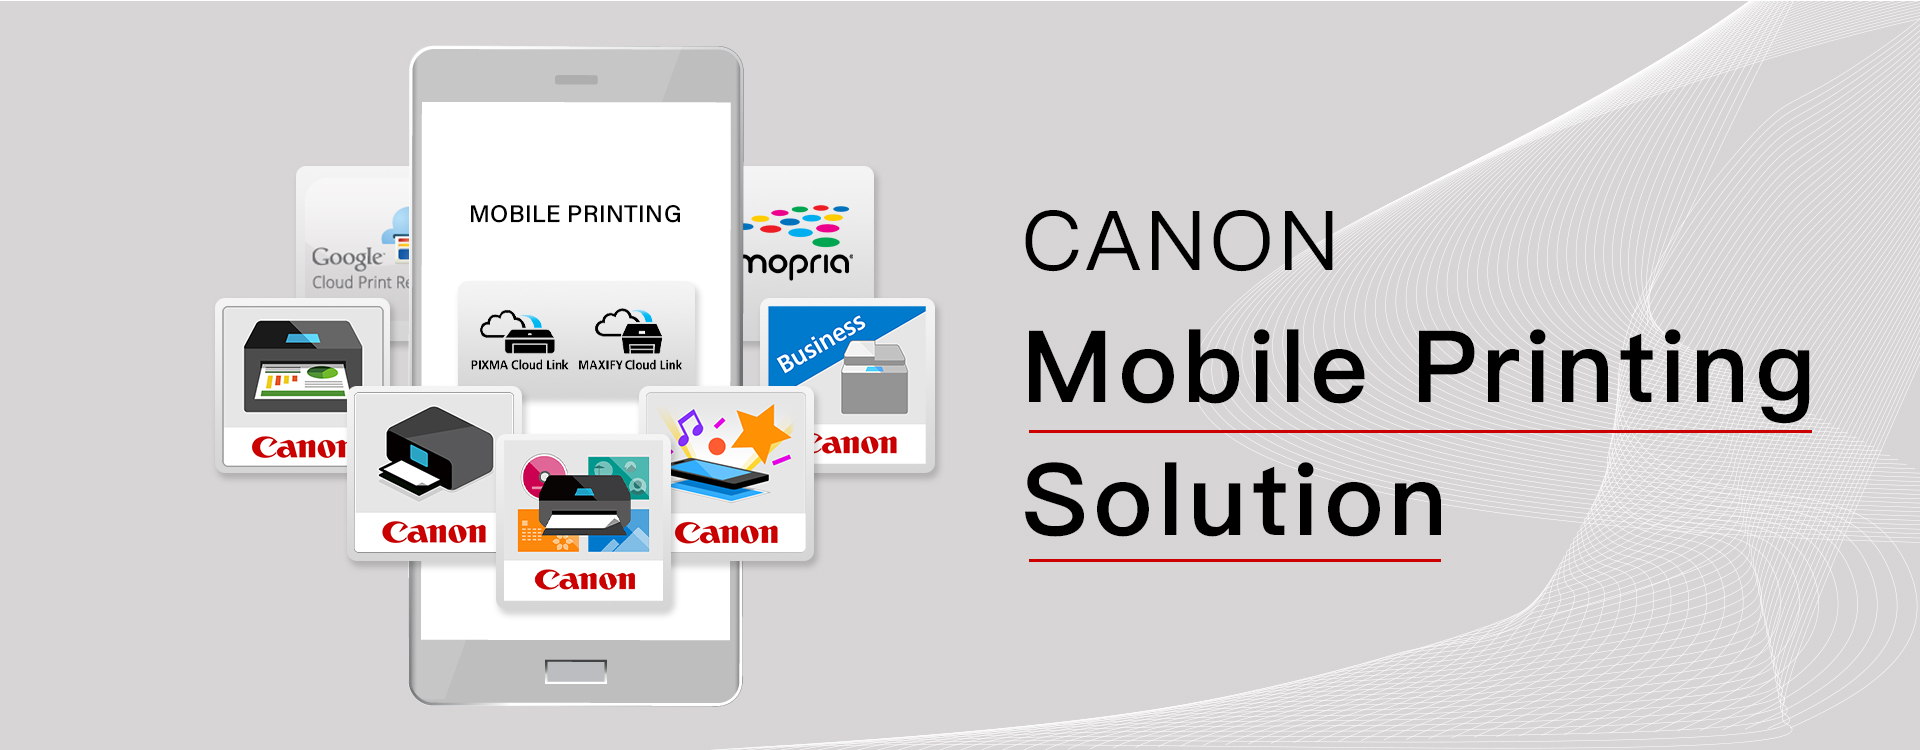 MOBILE PRINTING
Google
Cloud Print
mopria
PIXMA Cloud Link
MAXIFY Cloud Link
Business
Canon
Canon
Canon
Canon
Canon
CANON
Mobile Printing
Solution